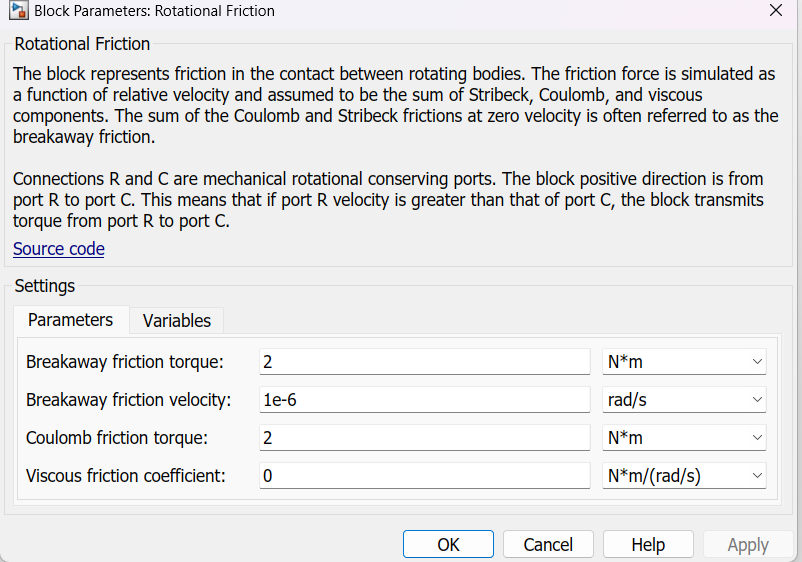 Block Parameters: Rotational Friction
Rotational Friction
The block represents friction in the contact between rotating bodies. The friction force is simulated as
a function of relative velocity and assumed to be the sum of Stribeck, Coulomb, and viscous
components. The sum of the Coulomb and Stribeck frictions at zero velocity is often referred to as the
breakaway friction.
Connections R and C are mechanical rotational conserving ports. The block positive direction is from
port R to port C. This means that if port R velocity is greater than that of port C, the block transmits
torque from port R to port C.
Source code
Settings
Parameters Variables
Breakaway friction torque: 2 N*m
Breakaway friction velocity: 1e-6 rad/s
Coulomb friction torque: 2 N*m
Viscous friction coefficient: 0 N*m/(rad/s)
OK Cancel Help Apply